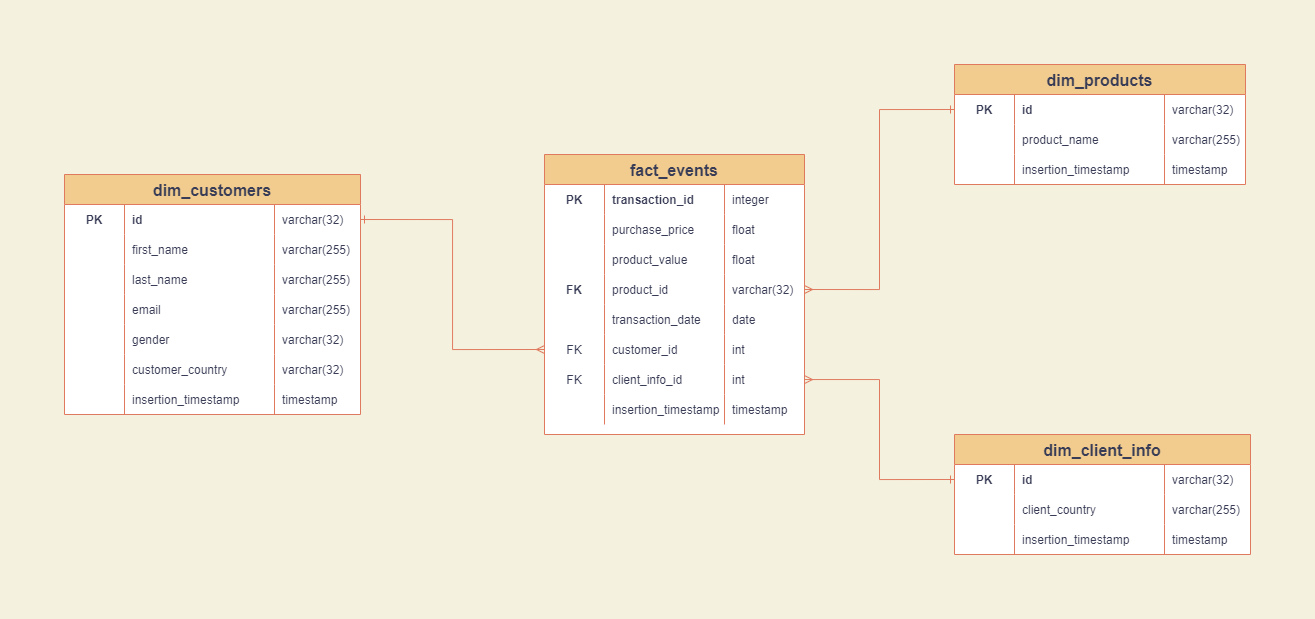 dim_customers
PK id varchar(32)
first_name varchar(255)
last_name varchar(255)
email varchar(255)
gender varchar(32)
customer_country varchar(32)
insertion_timestamp timestamp
fact_events
PK transaction_id integer
purchase_price float
product_value float
FK product_id varchar(32)
transaction_date date
FK customer_id int
FK client_info_id int
insertion_timestamp timestamp
dim_products
PK id varchar(32)
product_name varchar(255)
insertion_timestamp timestamp
dim_client_info
PK id varchar(32)
client_country varchar(255)
insertion_timestamp timestamp